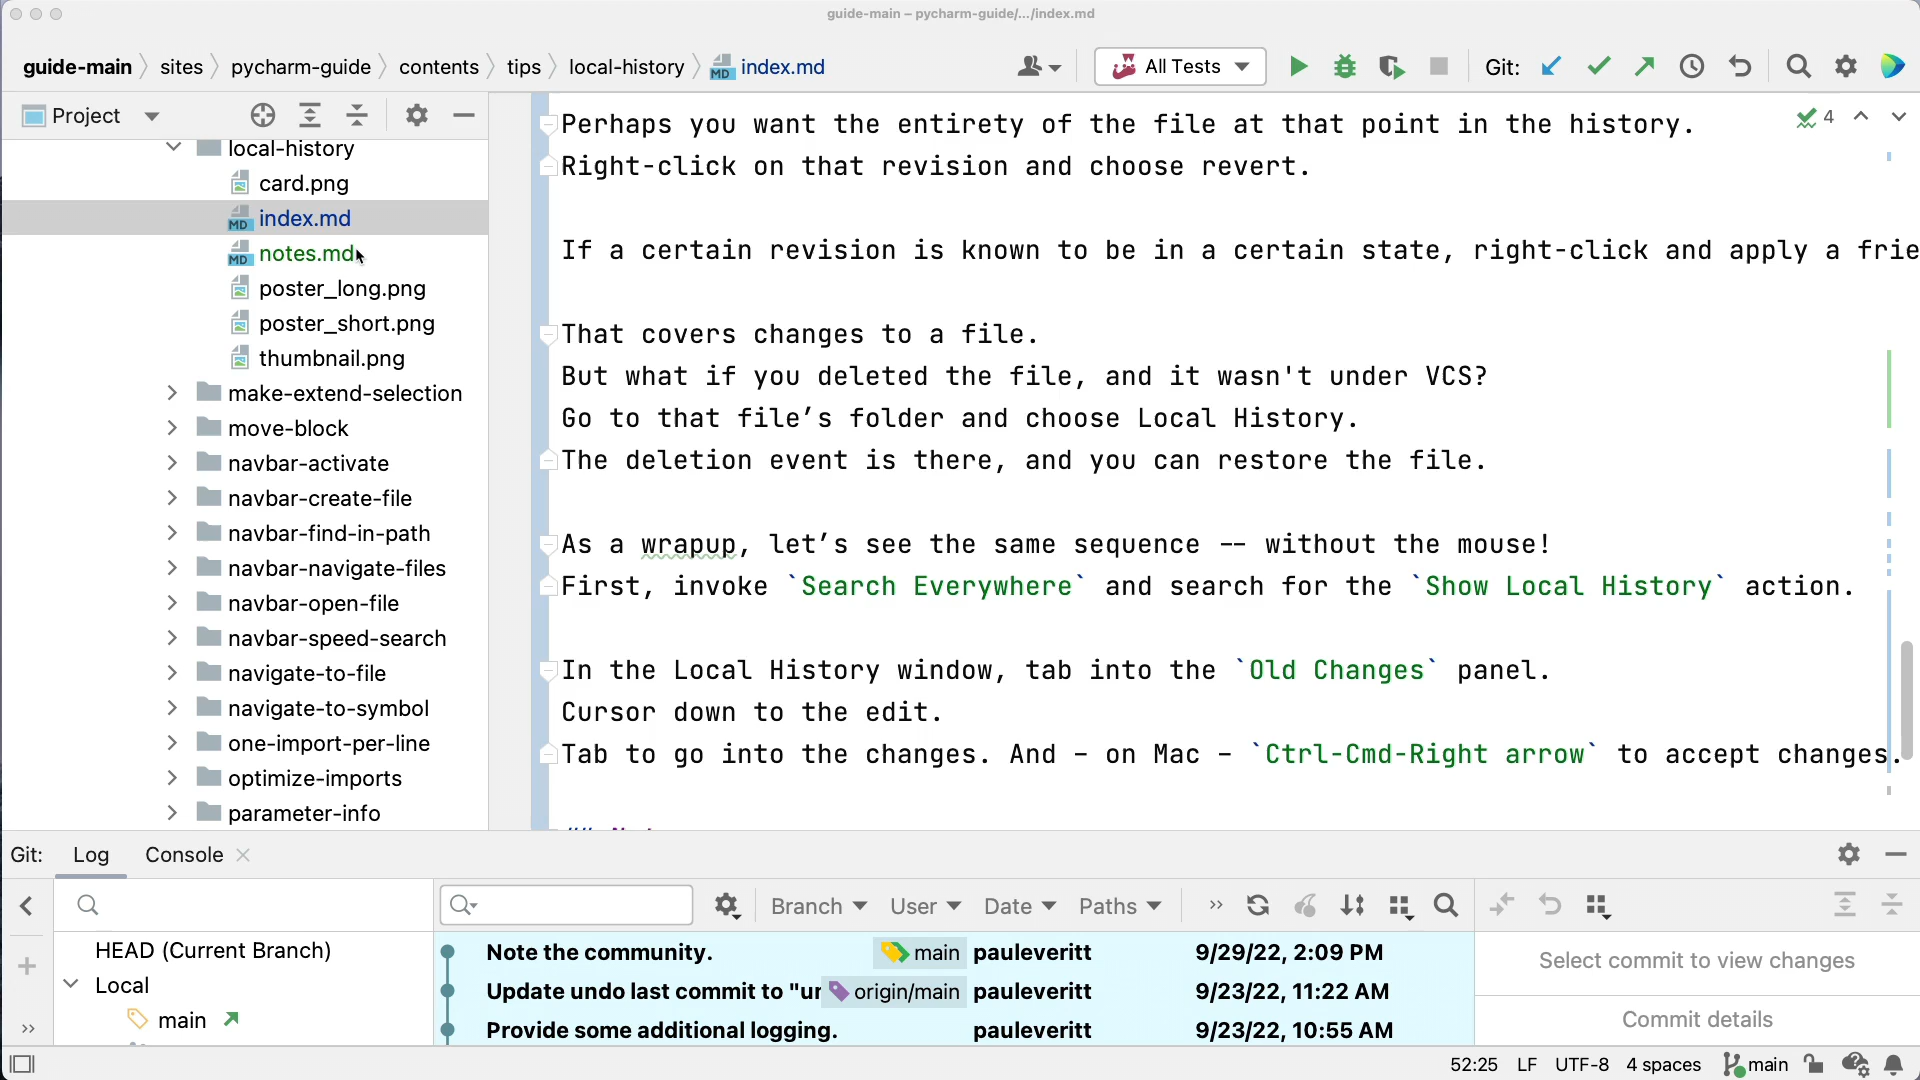 guide-main – pycharm-guide/.../index.md
guide-main sites pycharm-guide contents tips local-history MD index.md
All Tests
Git:
Project
local-history
card.png
MD index.md
MD notes.md
poster_long.png
poster_short.png
thumbnail.png
make-extend-selection
move-block
navbar-activate
navbar-create-file
navbar-find-in-path
navbar-navigate-files
navbar-open-file
navbar-speed-search
navigate-to-file
navigate-to-symbol
one-import-per-line
optimize-imports
parameter-info
4
Perhaps you want the entirety of the file at that point in the history.
Right-click on that revision and choose revert.
If a certain revision is known to be in a certain state, right-click and apply a frie
That covers changes to a file.
But what if you deleted the file, and it wasn't under VCS?
Go to that file’s folder and choose Local History.
The deletion event is there, and you can restore the file.
As a wrapup, let’s see the same sequence -- without the mouse!
First, invoke `Search Everywhere` and search for the `Show Local History` action.
In the Local History window, tab into the `Old Changes` panel.
Cursor down to the edit.
Tab to go into the changes. And – on Mac – `Ctrl-Cmd-Right arrow` to accept changes.
Git: Log Console
Branch User Date Paths
HEAD (Current Branch)
Local
main
Note the community. main pauleveritt 9/29/22, 2:09 PM
Update undo last commit to "un origin/main pauleveritt 9/23/22, 11:22 AM
Provide some additional logging. pauleveritt 9/23/22, 10:55 AM
Select commit to view changes
Commit details
52:25 LF UTF-8 4 spaces main